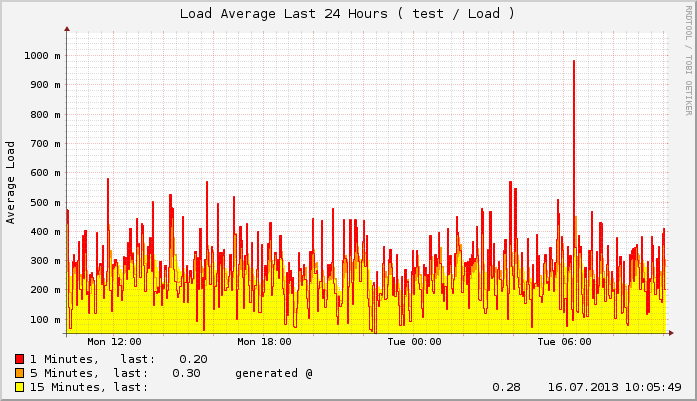 Load Average Last 24 Hours ( test / Load )
RRDTOOL / TOBI OETIKER
Average Load
1000 m
900 m
800 m
700 m
600 m
500 m
400 m
300 m
200 m
100 m
Mon 12:00 Mon 18:00 Tue 00:00 Tue 06:00
1 Minutes, last: 0.20
5 Minutes, last: 0.30 generated @
15 Minutes, last: 0.28 16.07.2013 10:05:49